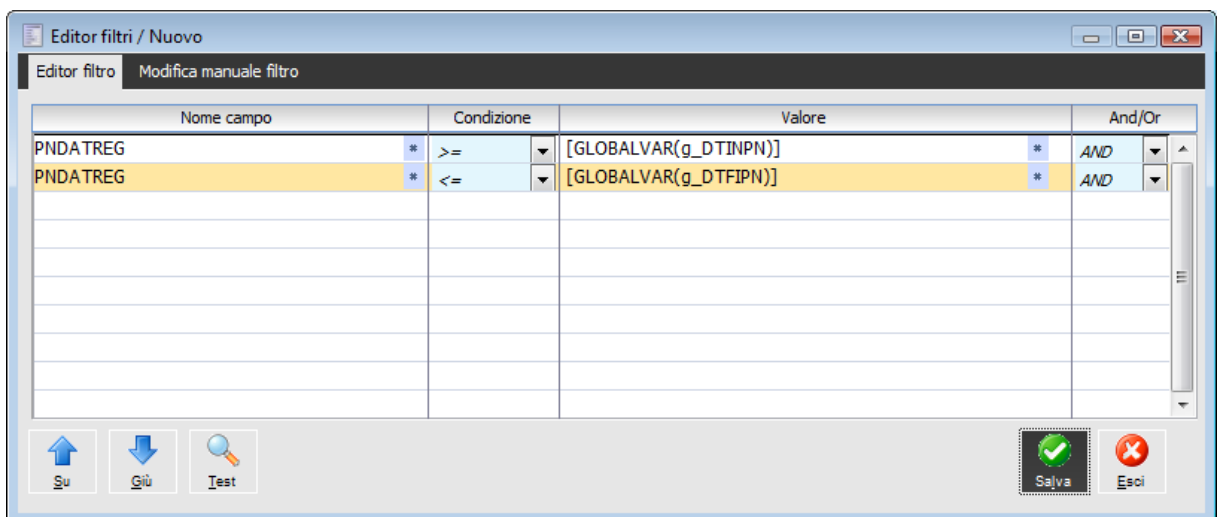 Editor filtri / Nuovo
Editor filtro Modifica manuale filtro
Nome campo Condizione Valore And/Or
PNDATREG * >= [GLOBALVAR(g_DTINPN)] * AND
PNDATREG * <= [GLOBALVAR(g_DTFIPN)] * AND
Su Giù Test Salva Esci